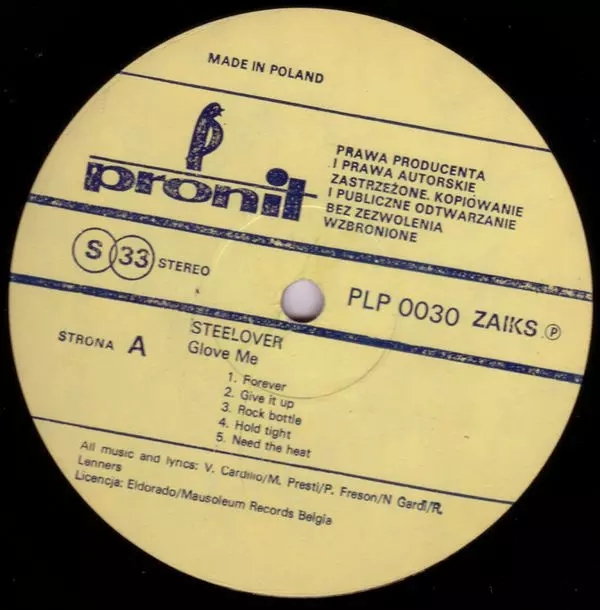 MADE IN POLAND
pronit
PRAWA PRODUCENTA
I PRAWA AUTORSKIE
ZASTRZEŻONE. KOPIOWANIE
I PUBLICZNE ODTWARZANIE
BEZ ZEZWOLENIA
WZBRONIONE
S 33 STEREO
PLP 0030 ZAIKS Ⓟ
STRONA A
STEELOVER
Glove Me
1. Forever
2. Give it up
3. Rock bottle
4. Hold tight
5. Need the heat
All music and lyrics: V. Cardillo/M. Presti/P. Freson/N Gardi/R.
Lenners
Licencja: Eldorado/Mausoleum Records Belgia